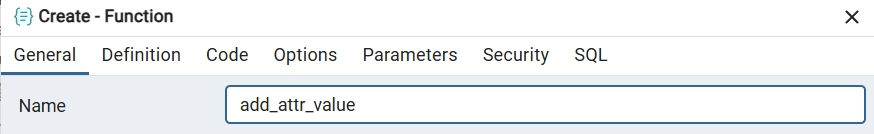 Create - Function
General Definition Code Options Parameters Security SQL
Name add_attr_value